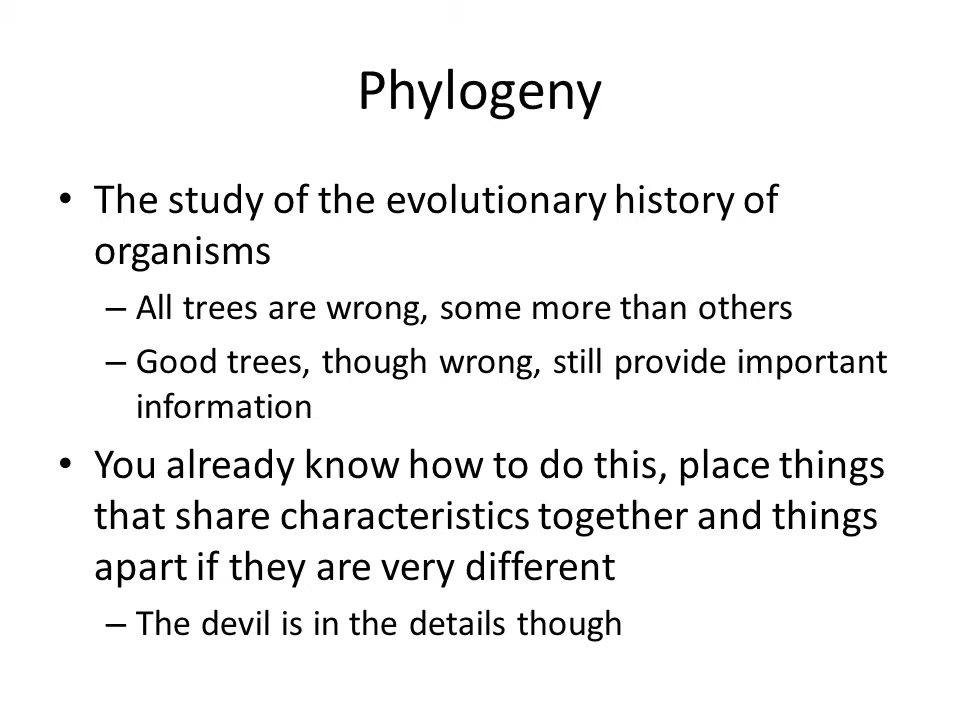 Phylogeny
• The study of the evolutionary history of
organisms
– All trees are wrong, some more than others
– Good trees, though wrong, still provide important
information
• You already know how to do this, place things
that share characteristics together and things
apart if they are very different
– The devil is in the details though